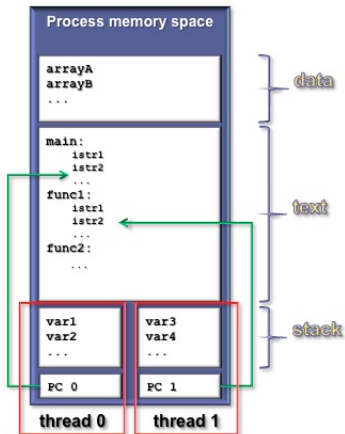 Process memory space
arrayA
arrayB
...
data
main:
istr1
istr2
...
func1:
istr1
istr2
...
func2:
...
text
var1
var2
...
var3
var4
...
stack
PC 0
PC 1
thread 0
thread 1